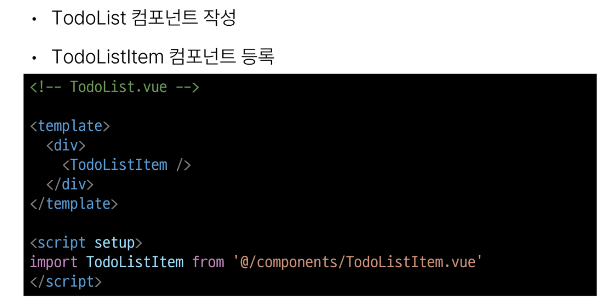 • TodoList 컴포넌트 작성
• TodoListItem 컴포넌트 등록
<!-- TodoList.vue -->
<template>
  <div>
    <TodoListItem />
  </div>
</template>
<script setup>
import TodoListItem from '@/components/TodoListItem.vue'
</script>